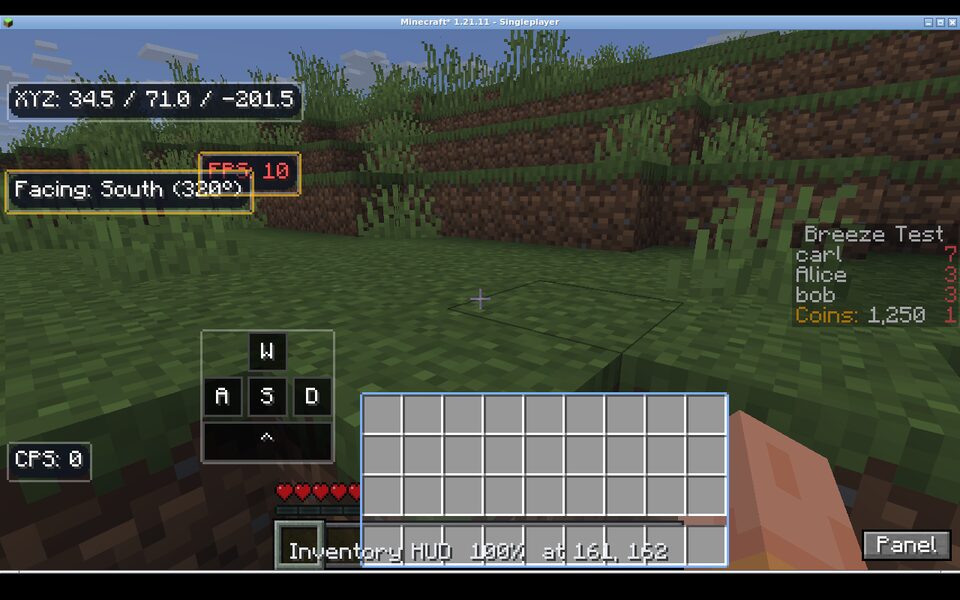 Minecraft* 1.21.11 - Singleplayer
XYZ: 34.5 / 71.0 / -201.5
FPS: 10
Facing: South (320°)
Breeze Test
carl 7
Alice 3
bob 3
Coins: 1,250 1
W
A S D
^
CPS: 0
Inventory HUD 100% at 161, 162
Panel